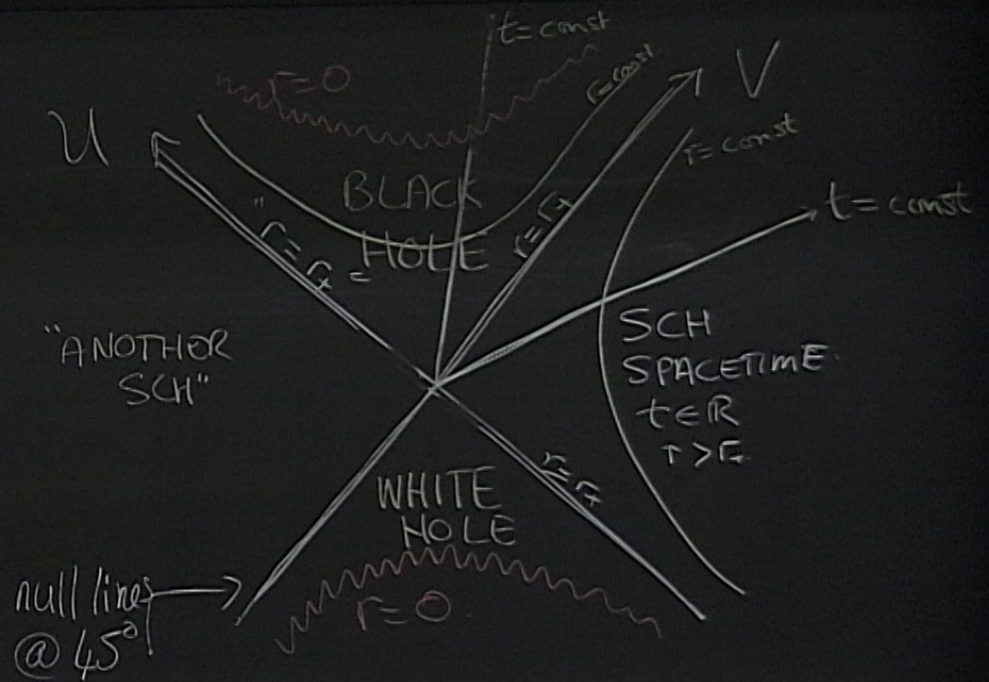 t=const
r=0
r=const
V
U
r=const
BLACK
HOLE
"r=r₊"
r=r₊
t=const
"ANOTHER
SCH"
SCH
SPACETIME
t∈ℝ
r>r₊
r=r₊
WHITE
HOLE
null lines
@ 45°
r=0